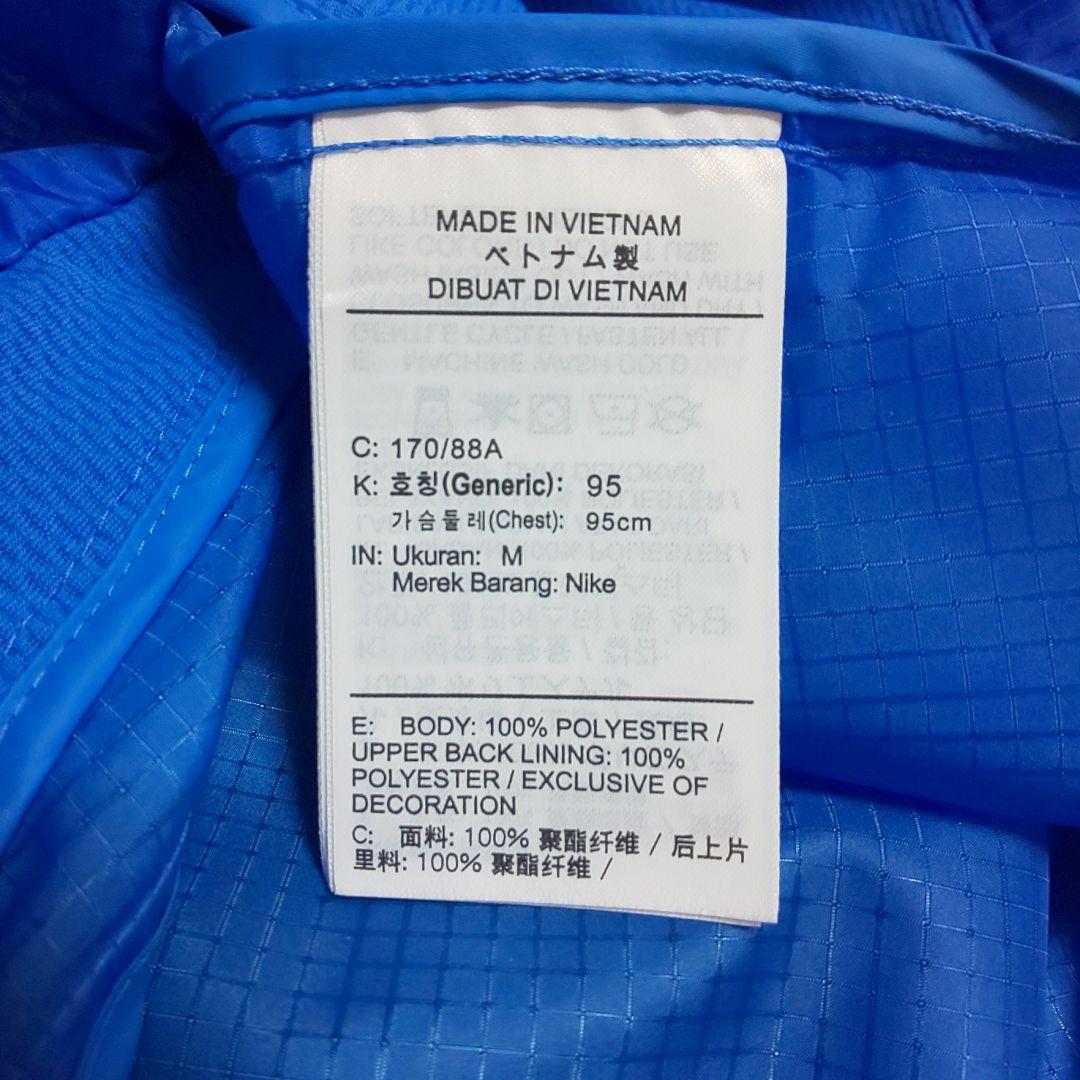 MADE IN VIETNAM
ベトナム製
DIBUAT DI VIETNAM
C: 170/88A
K: 호칭(Generic): 95
가슴둘레(Chest): 95cm
IN: Ukuran: M
Merek Barang: Nike
E: BODY: 100% POLYESTER /
UPPER BACK LINING: 100%
POLYESTER / EXCLUSIVE OF
DECORATION
C: 面料: 100% 聚酯纤维 / 后上片
里料: 100% 聚酯纤维 /